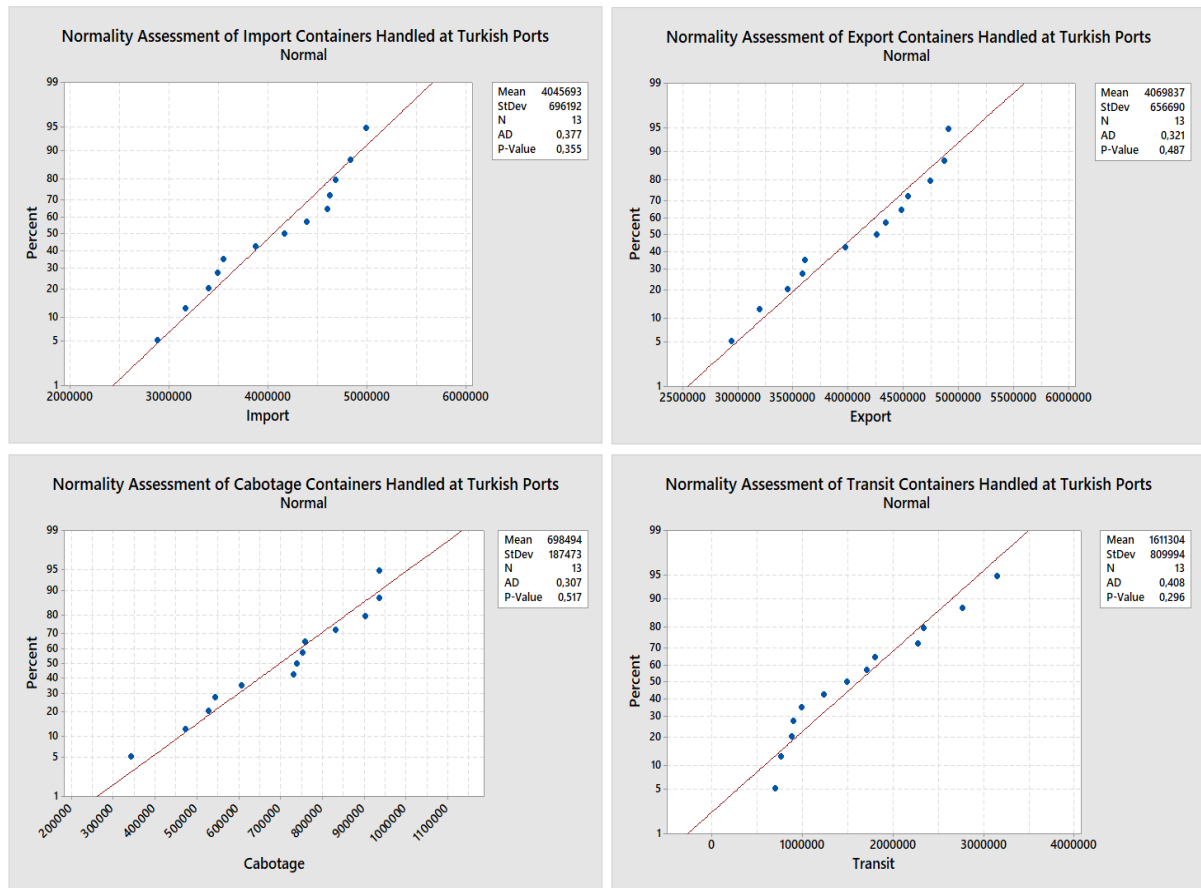 Normality Assessment of Import Containers Handled at Turkish Ports
Normal
99
95
90
80
70
60
50
40
30
20
10
5
1
Percent
2000000 3000000 4000000 5000000 6000000
Import
Mean 4045693
StDev 696192
N 13
AD 0,377
P-Value 0,355
Normality Assessment of Export Containers Handled at Turkish Ports
Normal
99
95
90
80
70
60
50
40
30
20
10
5
1
Percent
2500000 3000000 3500000 4000000 4500000 5000000 5500000 6000000
Export
Mean 4069837
StDev 656690
N 13
AD 0,321
P-Value 0,487
Normality Assessment of Cabotage Containers Handled at Turkish Ports
Normal
99
95
90
80
70
60
50
40
30
20
10
5
1
Percent
200000 300000 400000 500000 600000 700000 800000 900000 1000000 1100000
Cabotage
Mean 698494
StDev 187473
N 13
AD 0,307
P-Value 0,517
Normality Assessment of Transit Containers Handled at Turkish Ports
Normal
99
95
90
80
70
60
50
40
30
20
10
5
1
Percent
0 1000000 2000000 3000000 4000000
Transit
Mean 1611304
StDev 809994
N 13
AD 0,408
P-Value 0,296